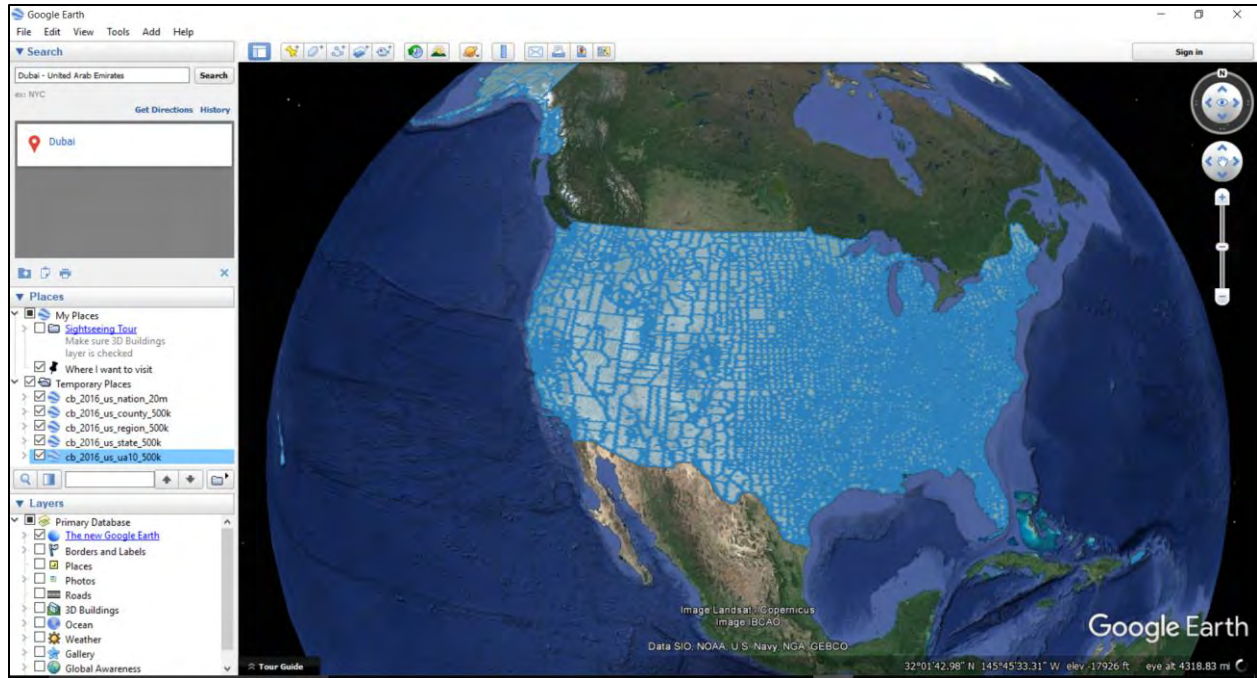 Google Earth
File Edit View Tools Add Help
▼ Search
Dubai - United Arab Emirates Search
ex: NYC
Get Directions History
Dubai
▼ Places
My Places
Sightseeing Tour
Make sure 3D Buildings
layer is checked
Where I want to visit
Temporary Places
cb_2016_us_nation_20m
cb_2016_us_county_500k
cb_2016_us_region_500k
cb_2016_us_state_500k
cb_2016_us_ua10_500k
▼ Layers
Primary Database
The new Google Earth
Borders and Labels
Places
Photos
Roads
3D Buildings
Ocean
Weather
Gallery
Global Awareness
Sign in
N
Image Landsat / Copernicus
Image IBCAO
Data SIO, NOAA, U.S. Navy, NGA, GEBCO
Google Earth
Tour Guide
32°01'42.98" N 145°45'33.31" W elev -17926 ft eye alt 4318.83 mi